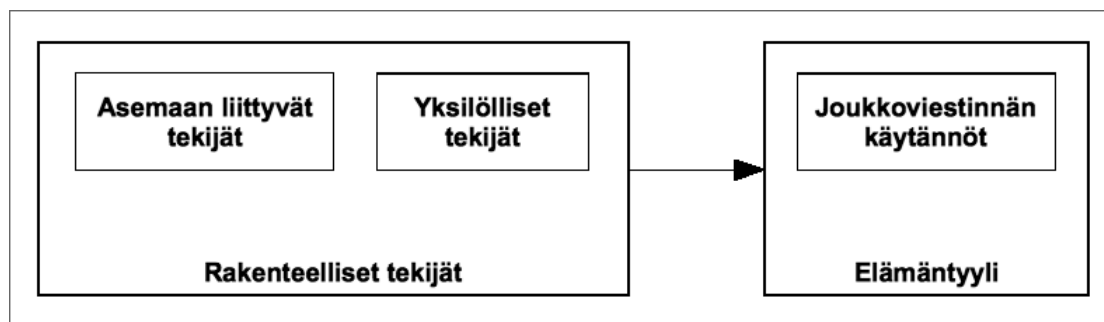 Asemaan liittyvät
tekijät
Yksilölliset
tekijät
Joukkoviestinnän
käytännöt
Rakenteelliset tekijät
Elämäntyyli